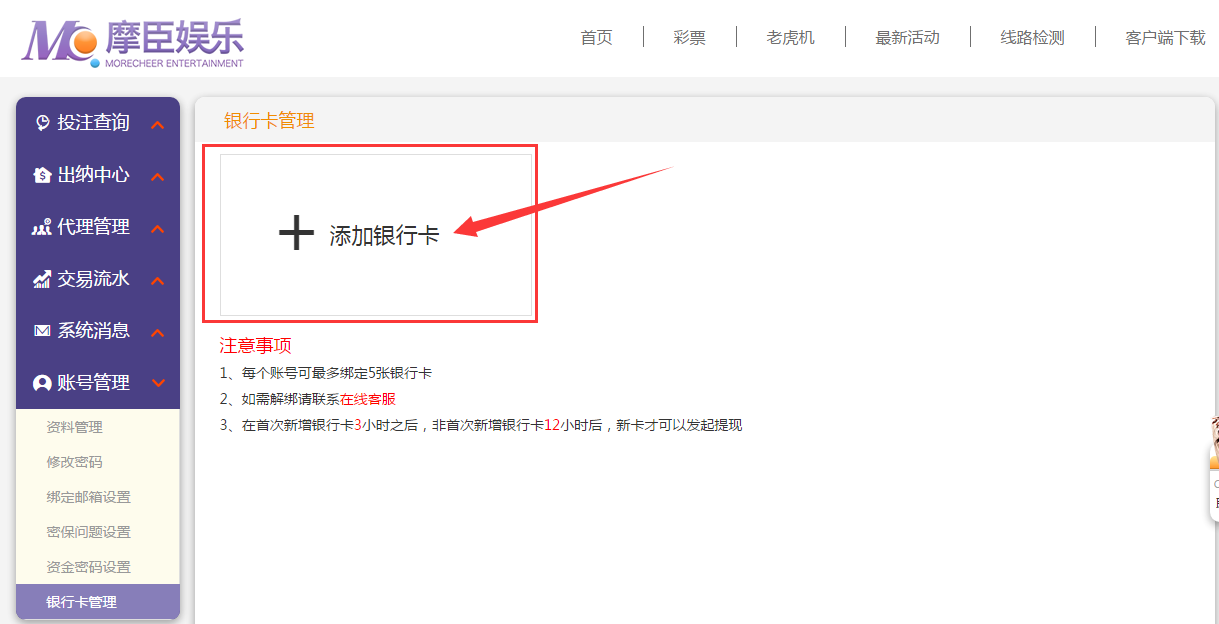 摩臣娱乐
MORECHEER ENTERTAINMENT
首页
彩票
老虎机
最新活动
线路检测
客户端下载
投注查询
出纳中心
代理管理
交易流水
系统消息
账号管理
资料管理
修改密码
绑定邮箱设置
密保问题设置
资金密码设置
银行卡管理
银行卡管理
添加银行卡
注意事项
1、每个账号可最多绑定5张银行卡
2、如需解绑请联系在线客服
3、在首次新增银行卡3小时之后，非首次新增银行卡12小时后，新卡才可以发起提现